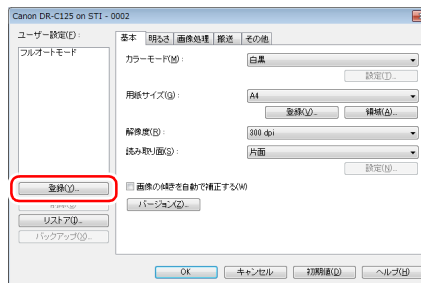 Canon DR-C125 on STI - 0002
ユーザー設定(F):
フルオートモード
登録(Y)...
削除(S)
リストア(J)...
バックアップ(X)...
基本 明るさ 画像処理 搬送 その他
カラーモード(M): 白黒
設定(T)...
用紙サイズ(G): A4
登録(V)... 領域(A)...
解像度(R): 300 dpi
読み取り面(S): 片面
設定(N)...
画像の傾きを自動で補正する(W)
バージョン(Z)...
OK キャンセル 初期値(D) ヘルプ(H)